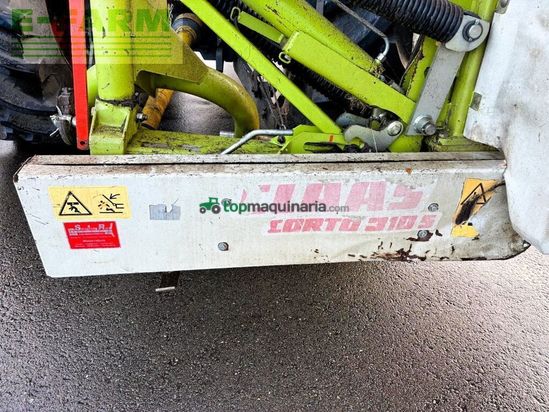 E-FARM
CLAAS
topmaquinaria.com
CORTO 310 S